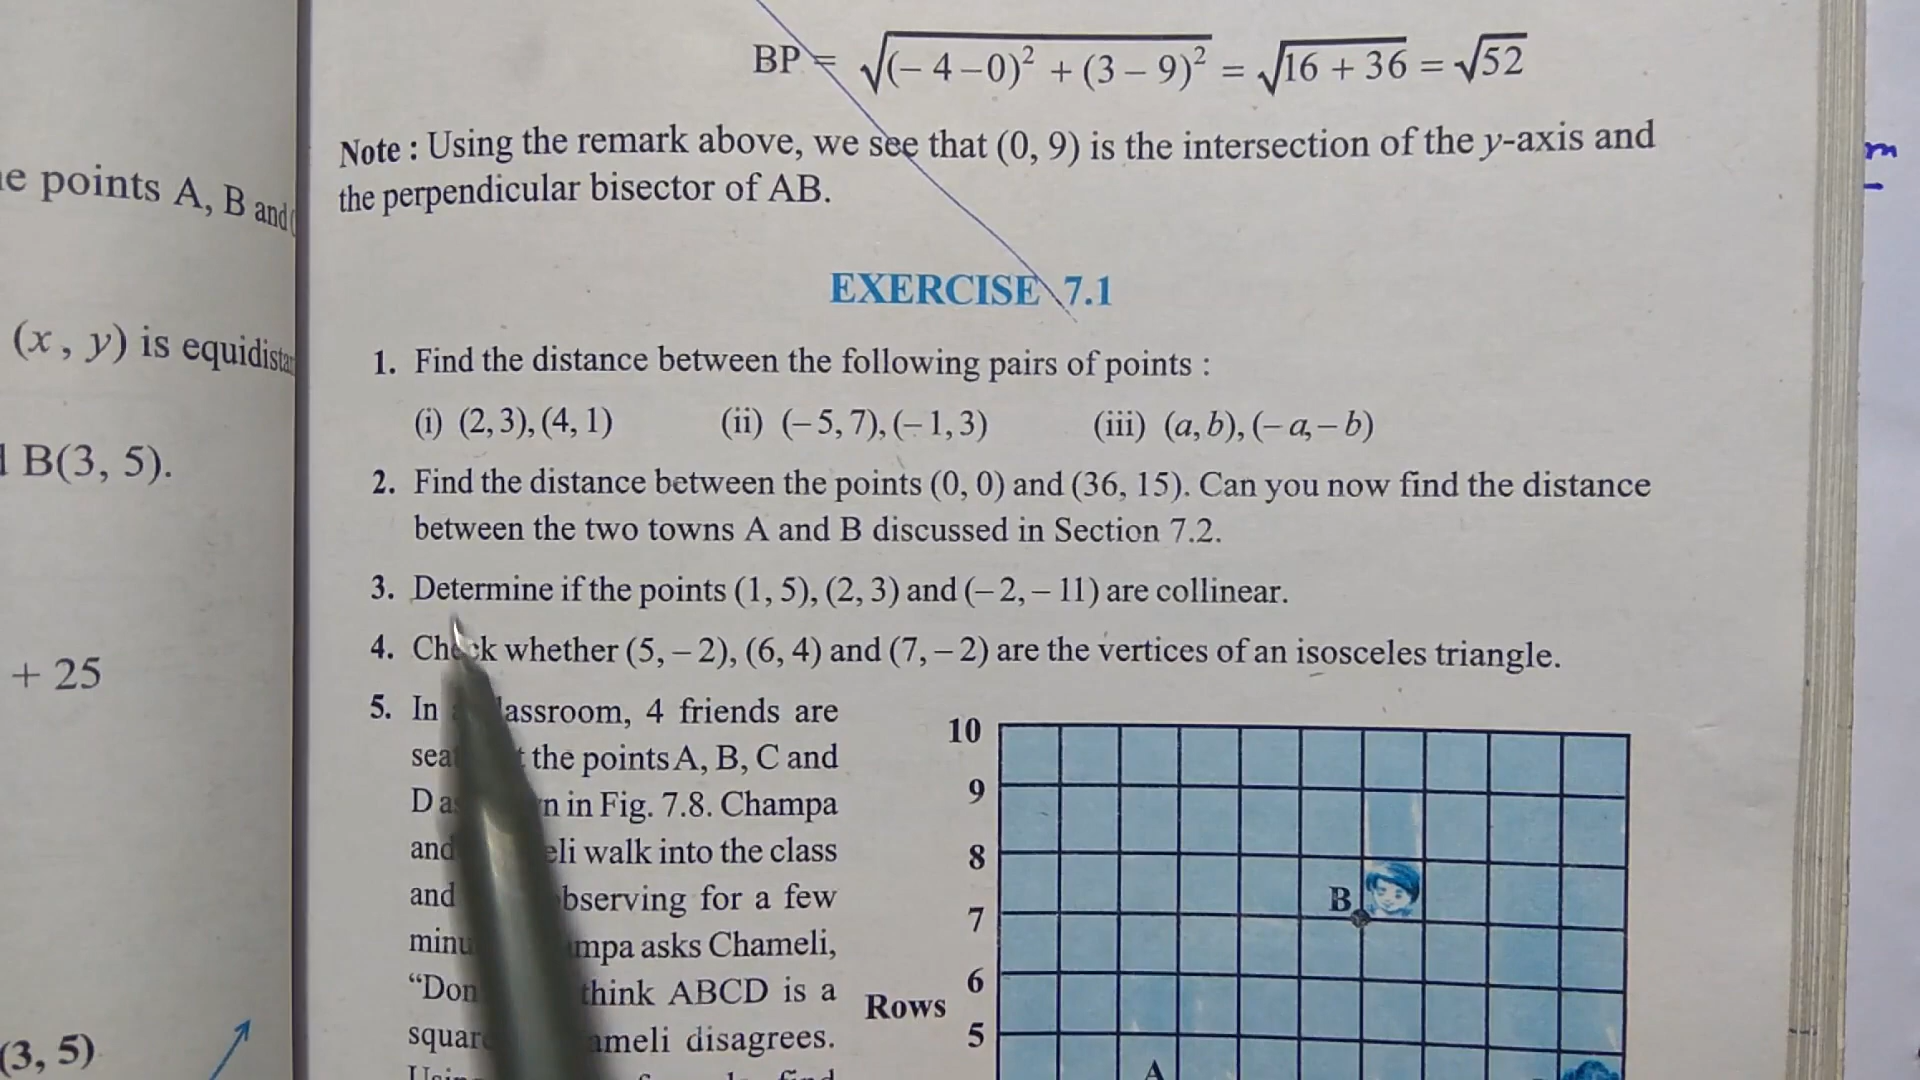 BP = √(– 4 – 0)² + (3 – 9)² = √16 + 36 = √52
Note : Using the remark above, we see that (0, 9) is the intersection of the y-axis and
the perpendicular bisector of AB.
EXERCISE 7.1
1. Find the distance between the following pairs of points :
(i) (2, 3), (4, 1) (ii) (– 5, 7), (– 1, 3) (iii) (a, b), (– a, – b)
2. Find the distance between the points (0, 0) and (36, 15). Can you now find the distance
between the two towns A and B discussed in Section 7.2.
3. Determine if the points (1, 5), (2, 3) and (– 2, – 11) are collinear.
4. Check whether (5, – 2), (6, 4) and (7, – 2) are the vertices of an isosceles triangle.
5. In assroom, 4 friends are
sea the points A, B, C and
D as n in Fig. 7.8. Champa
and eli walk into the class
and bserving for a few
minu mpa asks Chameli,
“Don think ABCD is a
square ameli disagrees.
find
10
9
8
7
6
5
Rows
B
A
e points A, B and
(x, y) is equidista
B(3, 5).
+ 25
(3, 5)
m